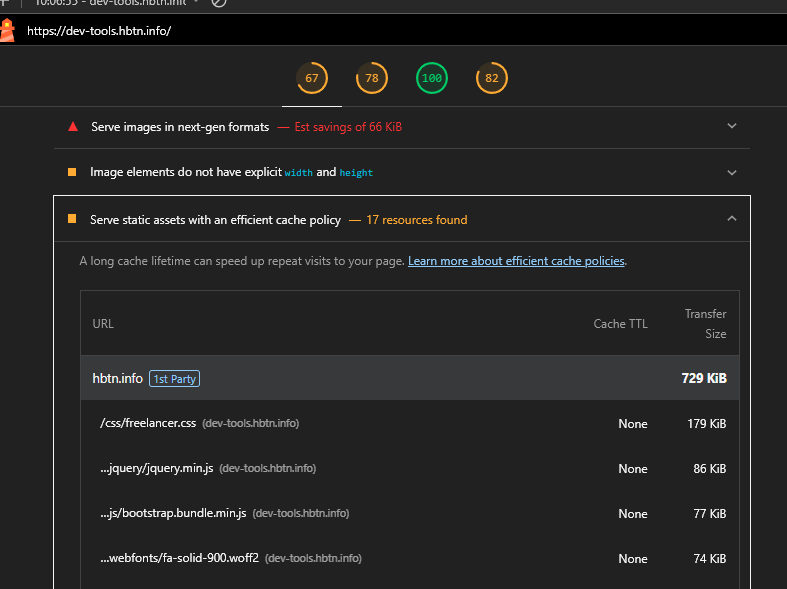 10:06:55 - dev-tools.hbtn.info
https://dev-tools.hbtn.info/
67 78 100 82
Serve images in next-gen formats — Est savings of 66 KiB
Image elements do not have explicit width and height
Serve static assets with an efficient cache policy — 17 resources found
A long cache lifetime can speed up repeat visits to your page. Learn more about efficient cache policies.
URL Cache TTL Transfer
Size
hbtn.info 1st Party 729 KiB
/css/freelancer.css (dev-tools.hbtn.info) None 179 KiB
...jquery/jquery.min.js (dev-tools.hbtn.info) None 86 KiB
...js/bootstrap.bundle.min.js (dev-tools.hbtn.info) None 77 KiB
...webfonts/fa-solid-900.woff2 (dev-tools.hbtn.info) None 74 KiB